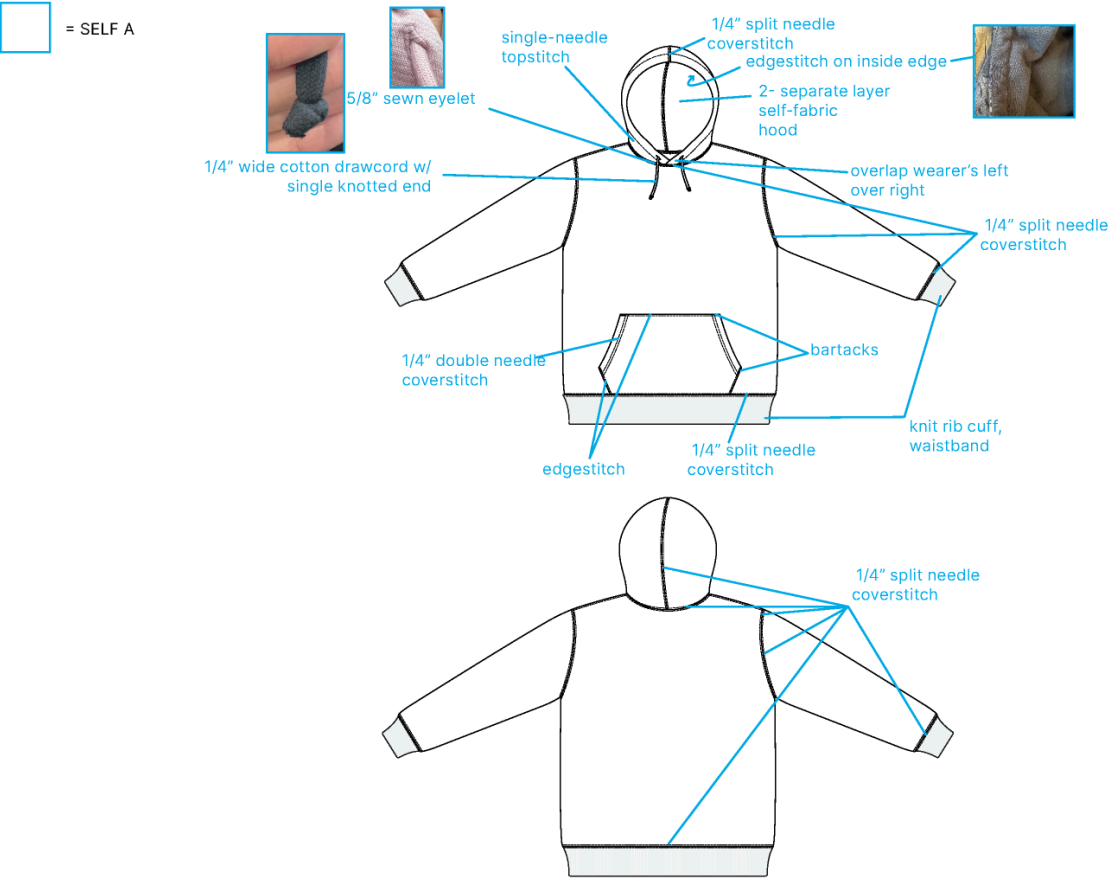 = SELF A
1/4” split needle
coverstitch
single-needle
topstitch
edgestitch on inside edge
5/8” sewn eyelet
2- separate layer
self-fabric
hood
1/4” wide cotton drawcord w/
single knotted end
overlap wearer’s left
over right
1/4” split needle
coverstitch
1/4” double needle
coverstitch
bartacks
knit rib cuff,
waistband
1/4” split needle
coverstitch
edgestitch
1/4” split needle
coverstitch